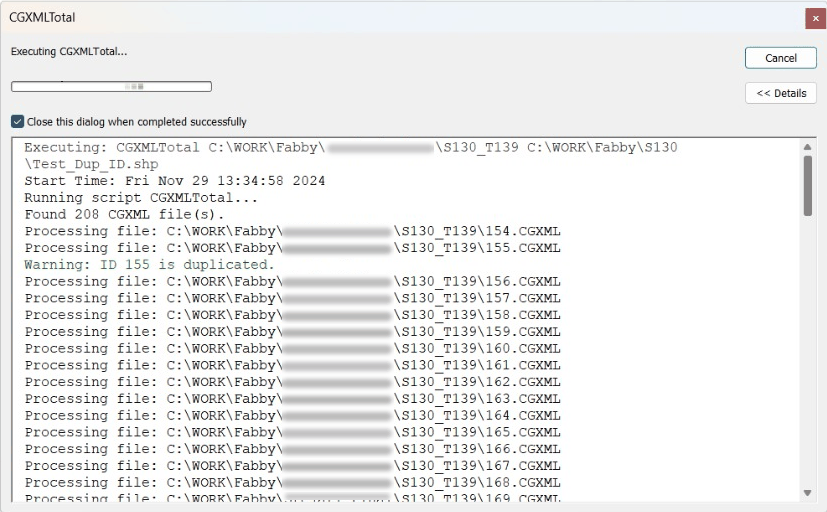 CGXMLTotal
Executing CGXMLTotal...
Cancel
<< Details
Close this dialog when completed successfully
Executing: CGXMLTotal C:\WORK\Fabby\ \S130_T139 C:\WORK\Fabby\S130
\Test_Dup_ID.shp
Start Time: Fri Nov 29 13:34:58 2024
Running script CGXMLTotal...
Found 208 CGXML file(s).
Processing file: C:\WORK\Fabby\ \S130_T139\154.CGXML
Processing file: C:\WORK\Fabby\ \S130_T139\155.CGXML
Warning: ID 155 is duplicated.
Processing file: C:\WORK\Fabby\ \S130_T139\156.CGXML
Processing file: C:\WORK\Fabby\ \S130_T139\157.CGXML
Processing file: C:\WORK\Fabby\ \S130_T139\158.CGXML
Processing file: C:\WORK\Fabby\ \S130_T139\159.CGXML
Processing file: C:\WORK\Fabby\ \S130_T139\160.CGXML
Processing file: C:\WORK\Fabby\ \S130_T139\161.CGXML
Processing file: C:\WORK\Fabby\ \S130_T139\162.CGXML
Processing file: C:\WORK\Fabby\ \S130_T139\163.CGXML
Processing file: C:\WORK\Fabby\ \S130_T139\164.CGXML
Processing file: C:\WORK\Fabby\ \S130_T139\165.CGXML
Processing file: C:\WORK\Fabby\ \S130_T139\166.CGXML
Processing file: C:\WORK\Fabby\ \S130_T139\167.CGXML
Processing file: C:\WORK\Fabby\ \S130_T139\168.CGXML
Processing file: C:\WORK\Fabby\ \S130_T139\169.CGXML